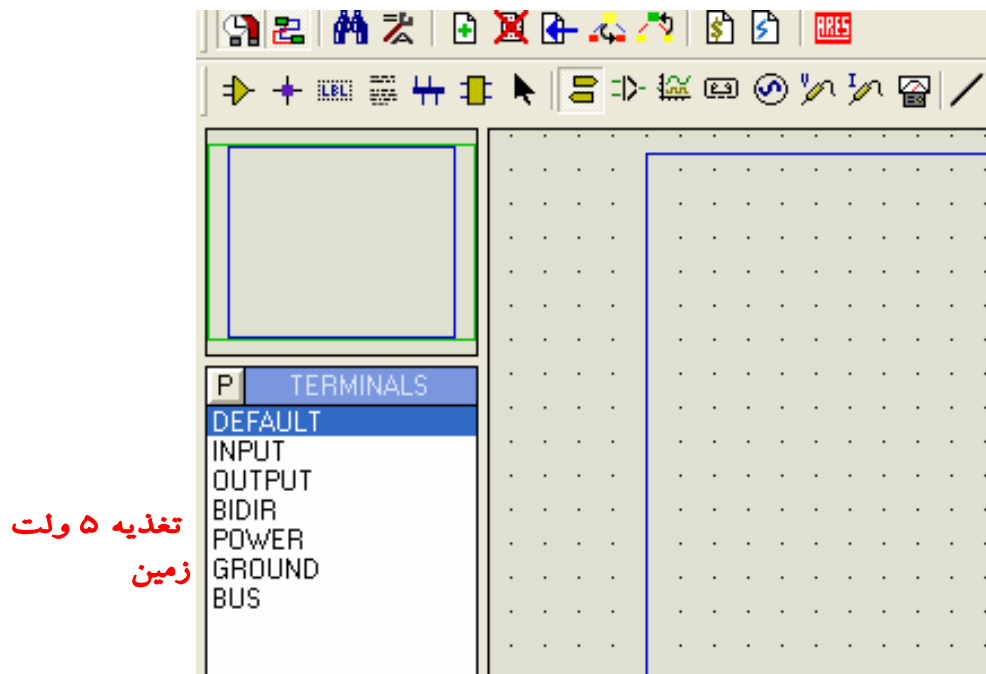 ARES
LBL
P TERMINALS
DEFAULT
INPUT
OUTPUT
BIDIR
تغذیه ۵ ولت POWER
زمین GROUND
BUS